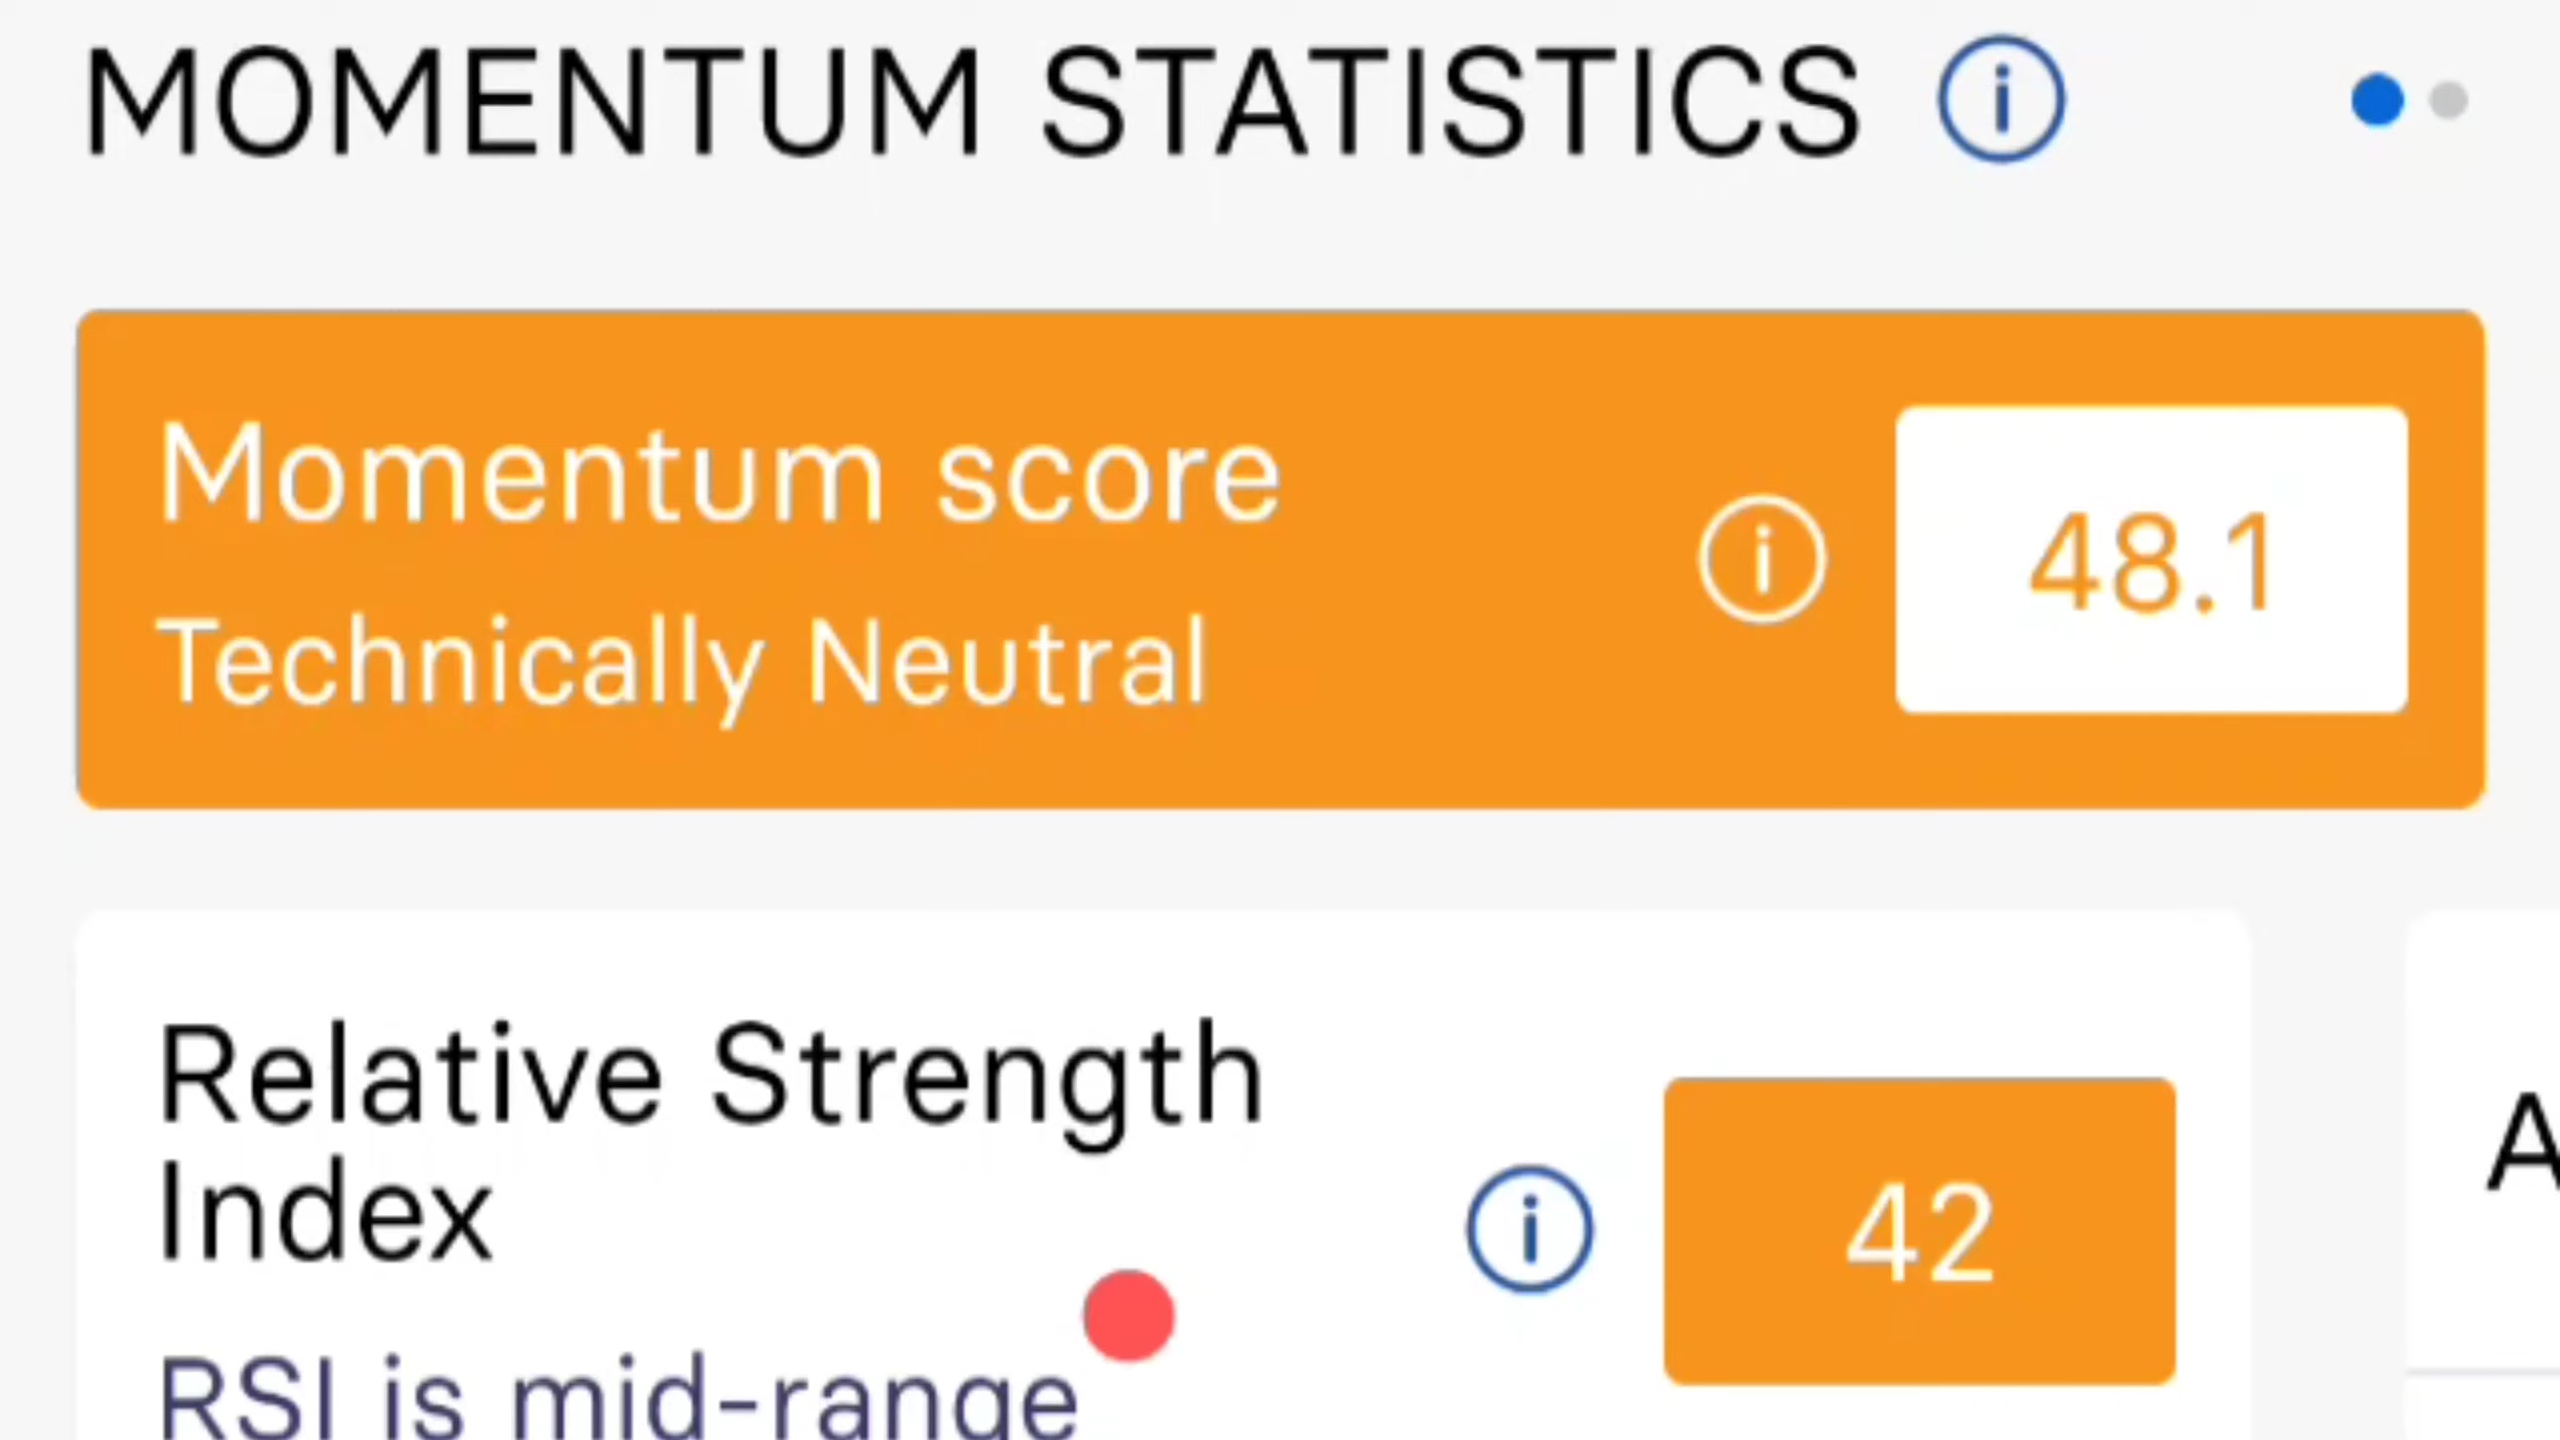 MOMENTUM STATISTICS
Momentum score
48.1
Technically Neutral
Relative Strength
Index
42
RSI is mid-range
A